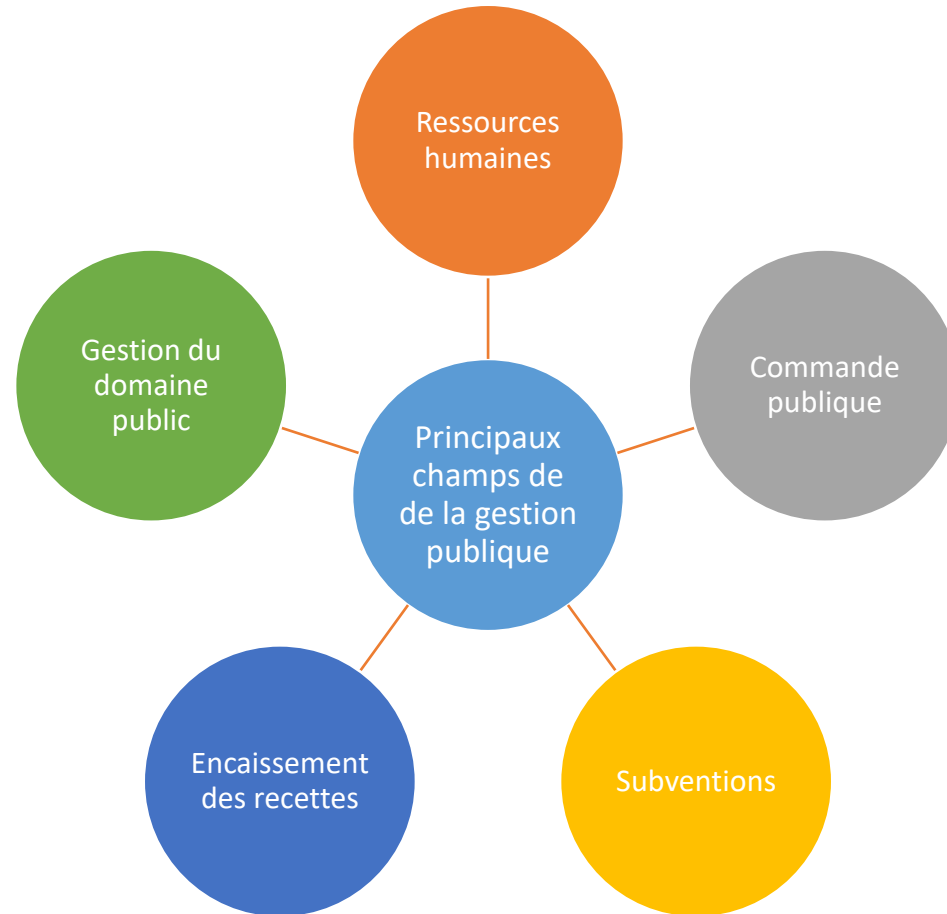 Ressources
humaines
Commande
publique
Subventions
Encaissement
des recettes
Gestion du
domaine
public
Principaux
champs de
de la gestion
publique